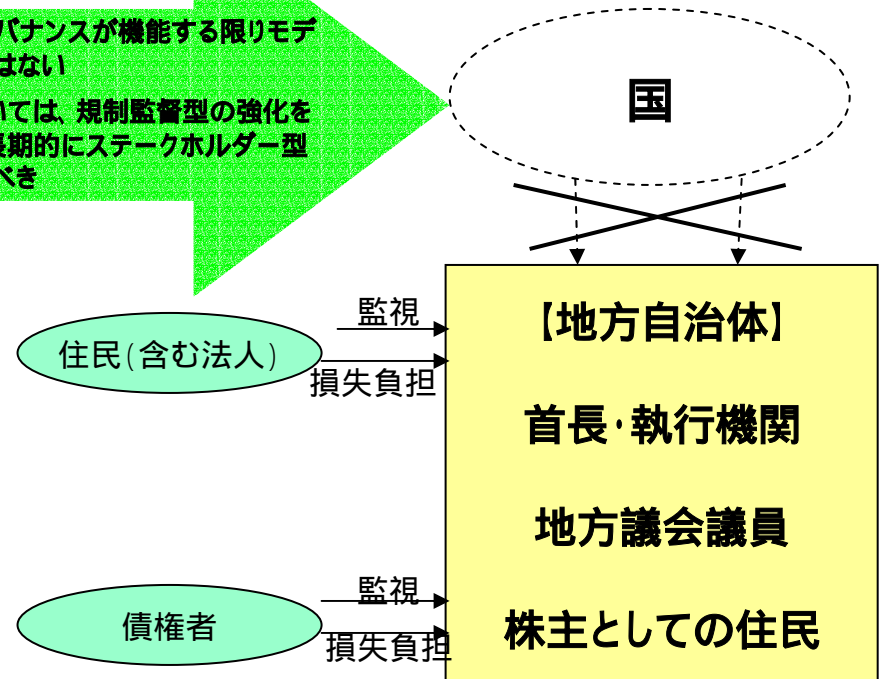 バナンスが機能する限りモデ
はない
いては、規制監督型の強化を
長期的にステークホルダー型
べき
国
監視
住民(含む法人)
損失負担
【地方自治体】
首長・執行機関
地方議会議員
監視
債権者
損失負担
株主としての住民